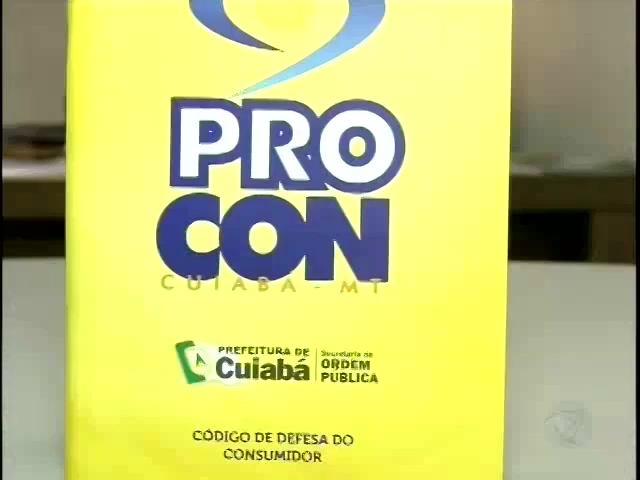 PRO
CON
CUIABÁ - MT
PREFEITURA DE
Cuiabá
Secretaria de
ORDEM
PÚBLICA
CÓDIGO DE DEFESA DO
CONSUMIDOR